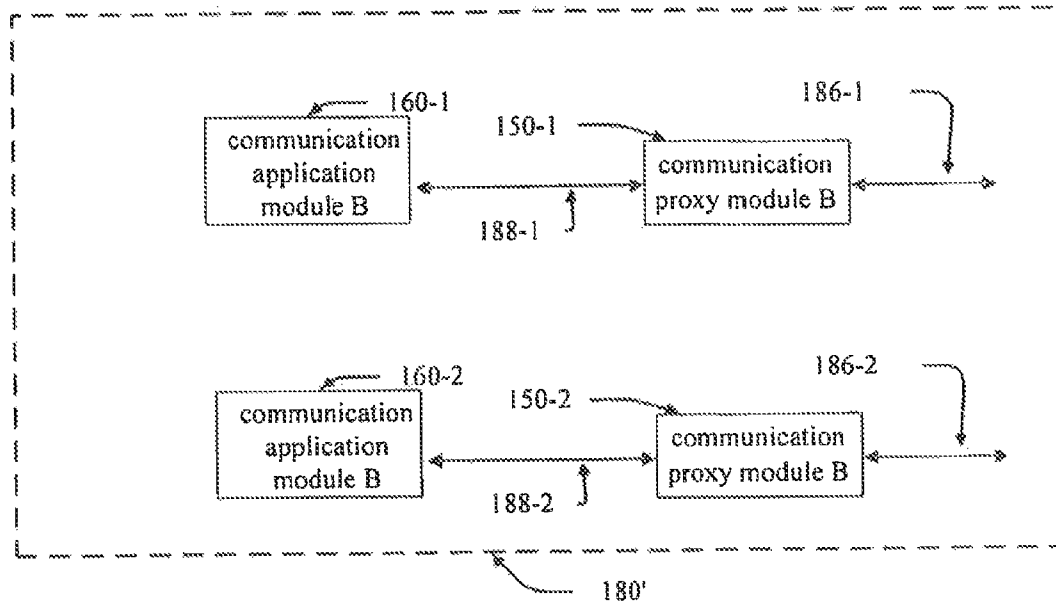 160-1
186-1
150-1
communication
application
module B
communication
proxy module B
188-1
160-2
186-2
150-2
communication
application
module B
communication
proxy module B
188-2
180'